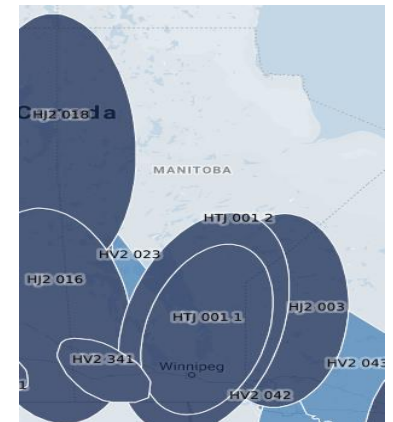 Canada
HJ2 018
MANITOBA
HTJ 001 2
HV2 023
HJ2 016
HJ2 003
HTJ 001 1
HV2 341
HV2 043
1
Winnipeg
HV2 042